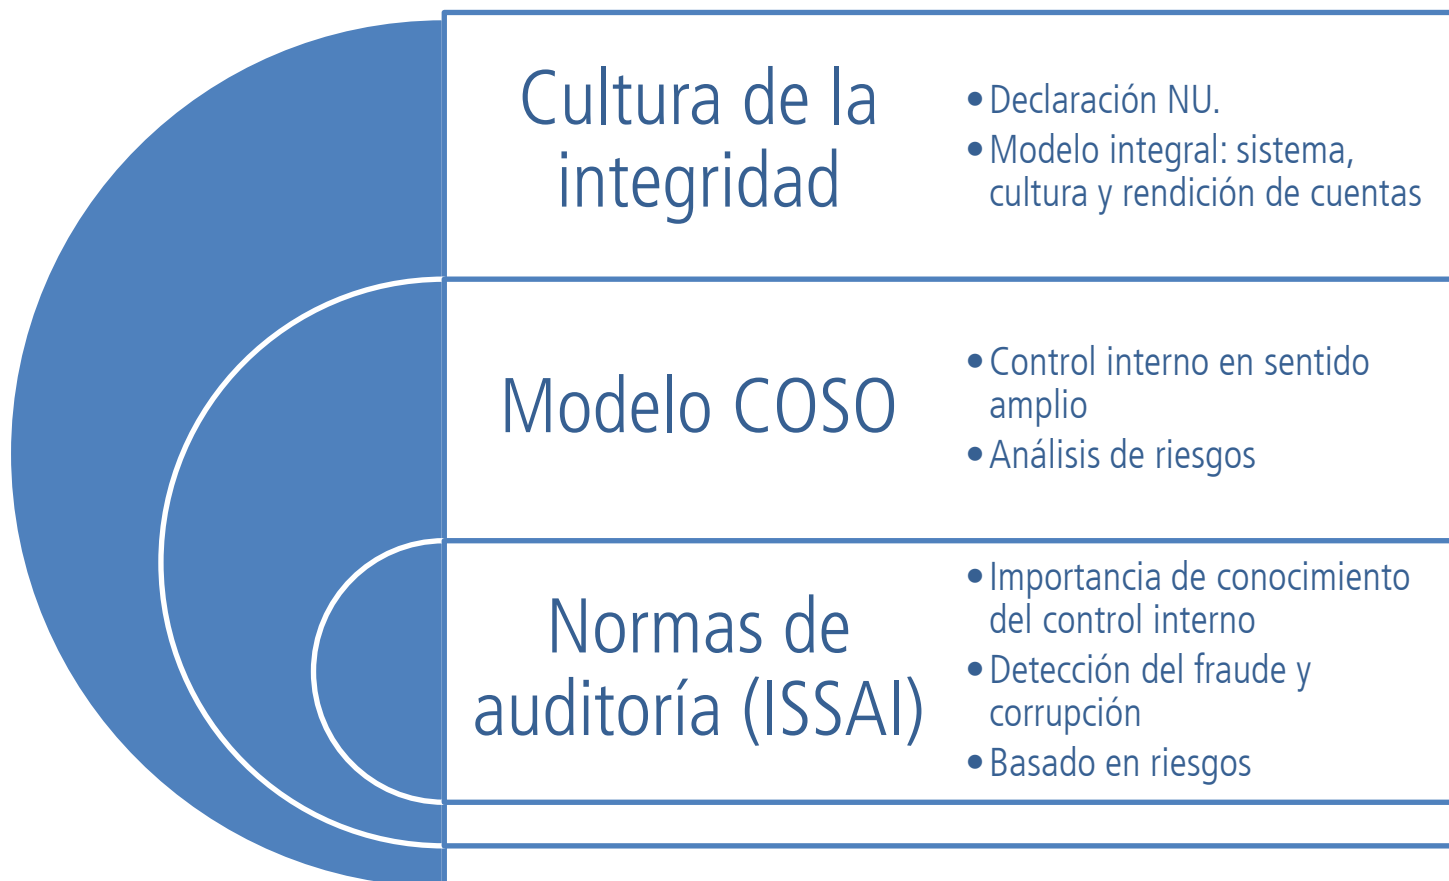 Cultura de la
integridad
•Declaración NU.
•Modelo integral: sistema,
cultura y rendición de cuentas
Modelo COSO
•Control interno en sentido
amplio
•Análisis de riesgos
Normas de
auditoría (ISSAI)
•Importancia de conocimiento
del control interno
•Detección del fraude y
corrupción
•Basado en riesgos